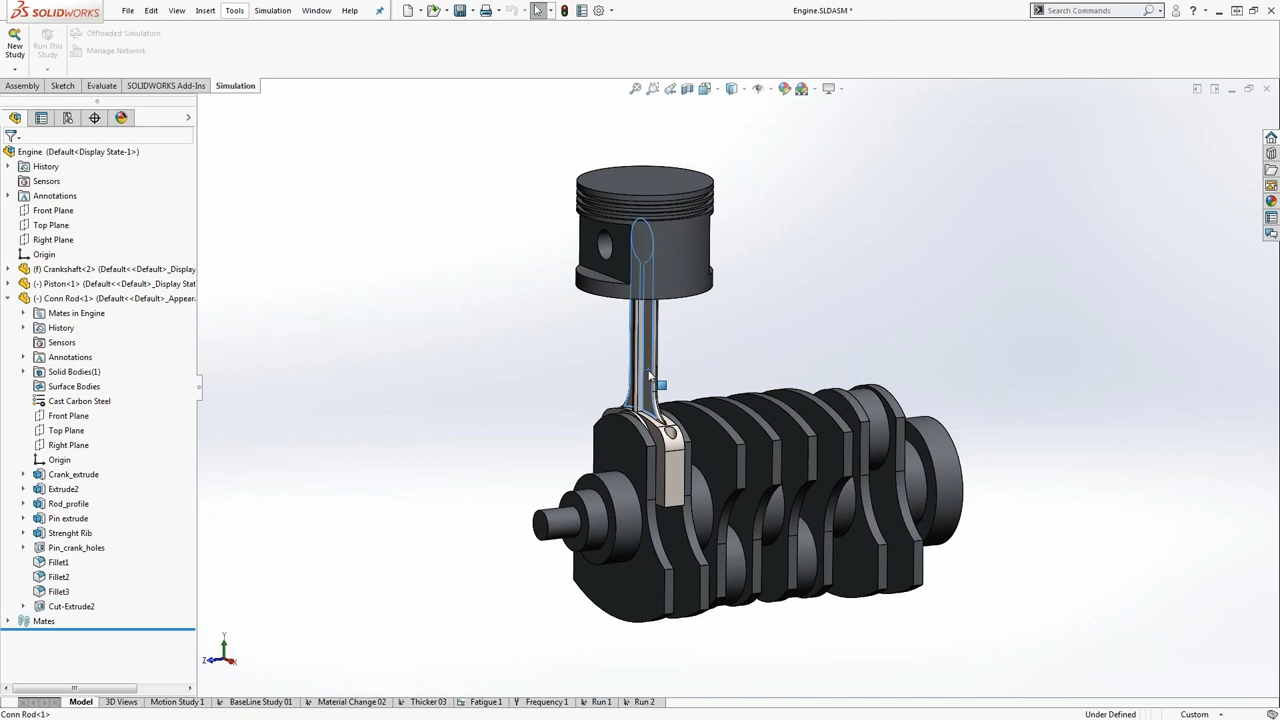 SOLIDWORKS File Edit View Insert Tools Simulation Window Help Engine.SLDASM * Search Commands
New Study
Run This Study
Offloaded Simulation
Manage Network
Assembly Sketch Evaluate SOLIDWORKS Add-Ins Simulation
Engine (Default<Display State-1>)
History
Sensors
Annotations
Front Plane
Top Plane
Right Plane
Origin
(f) Crankshaft<2> (Default<<Default>_Display
(-) Piston<1> (Default<<Default>_Display Stat
(-) Conn Rod<1> (Default<<Default>_Appear
Mates in Engine
History
Sensors
Annotations
Solid Bodies(1)
Surface Bodies
Cast Carbon Steel
Front Plane
Top Plane
Right Plane
Origin
Crank_extrude
Extrude2
Rod_profile
Pin extrude
Strenght Rib
Pin_crank_holes
Fillet1
Fillet2
Fillet3
Cut-Extrude2
Mates
Y
Z X
Model 3D Views Motion Study 1 BaseLine Study 01 Material Change 02 Thicker 03 Fatigue 1 Frequency 1 Run 1 Run 2
Conn Rod<1> Under Defined Custom